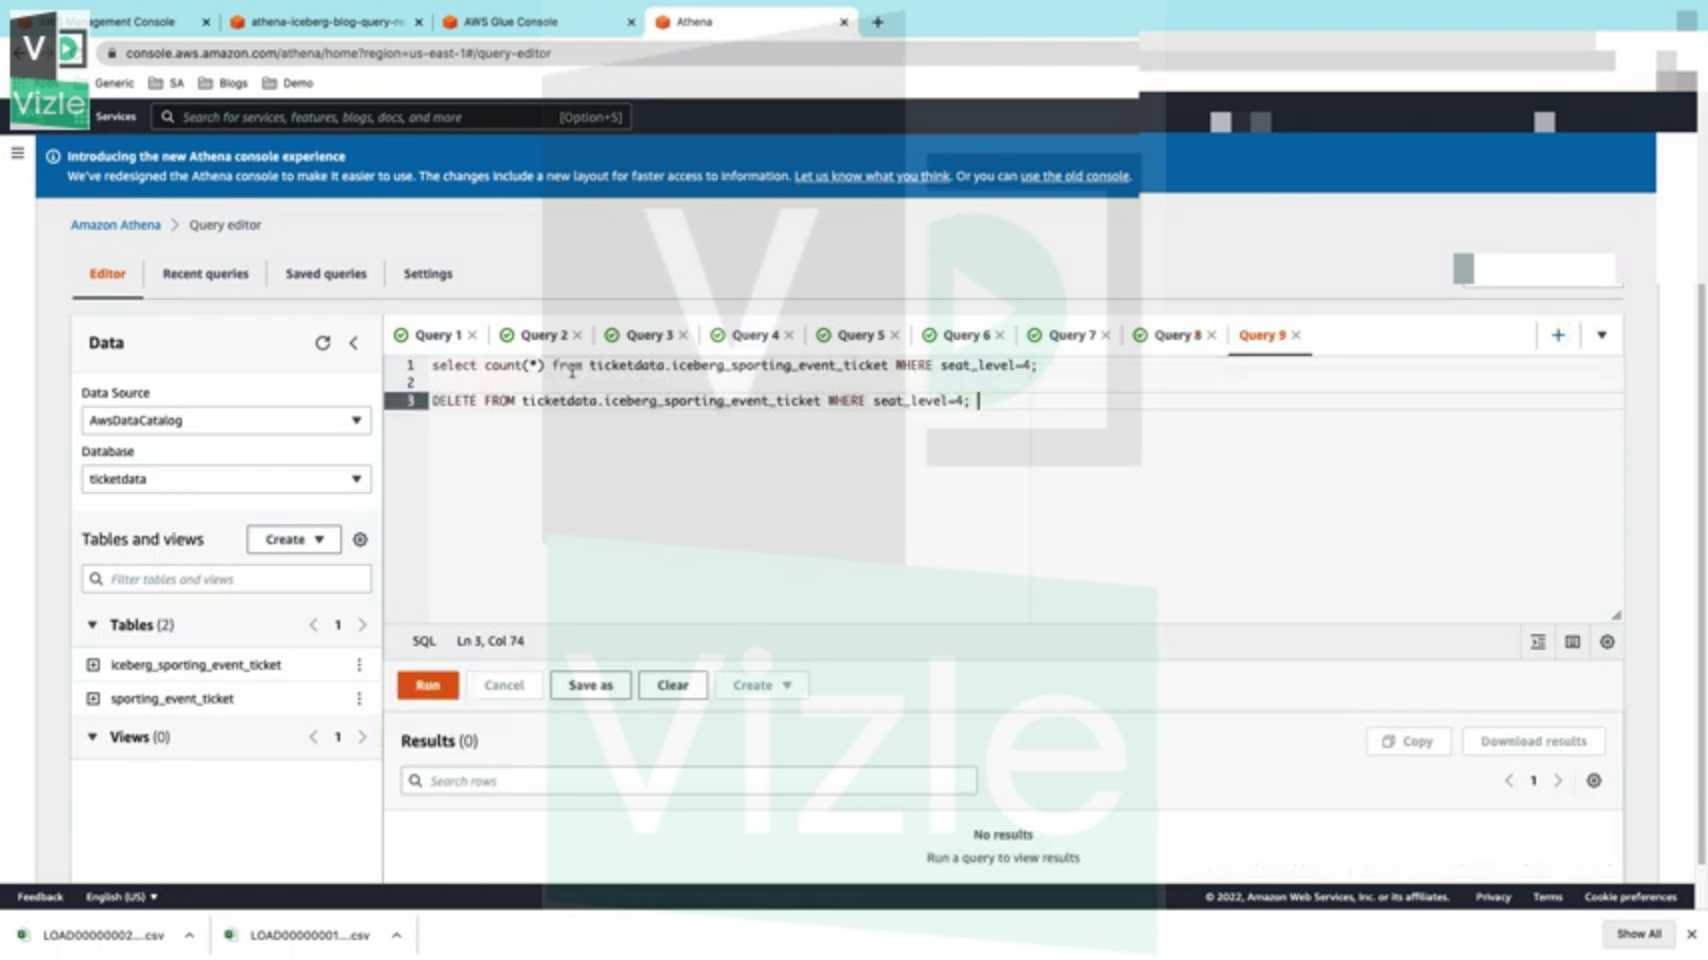 AWS Management Console
athena-iceberg-blog-query-
AWS Glue Console
Athena
console.aws.amazon.com/athena/home?region=us-east-1#/query-editor
Generic SA Blogs Demo
V
Vizle
Services
Search for services, features, blogs, docs, and more [Option+S]
Introducing the new Athena console experience
We've redesigned the Athena console to make it easier to use. The changes include a new layout for faster access to information. Let us know what you think. Or you can use the old console.
Amazon Athena > Query editor
Editor Recent queries Saved queries Settings
Data
Query 1 Query 2 Query 3 Query 4 Query 5 Query 6 Query 7 Query 8 Query 9
1 select count(*) from ticketdata.iceberg_sporting_event_ticket WHERE seat_level=4;
2
3 DELETE FROM ticketdata.iceberg_sporting_event_ticket WHERE seat_level=4;
Data Source
AwsDataCatalog
Database
ticketdata
Tables and views Create
Filter tables and views
Tables (2) 1
iceberg_sporting_event_ticket
sporting_event_ticket
Views (0) 1
SQL Ln 3, Col 74
Run Cancel Save as Clear Create
Results (0) Copy Download results
Search rows 1
No results
Run a query to view results
V
Vizle
Feedback English (US) © 2022, Amazon Web Services, Inc. or its affiliates. Privacy Terms Cookie preferences
LOAD00000002....csv LOAD00000001....csv Show All